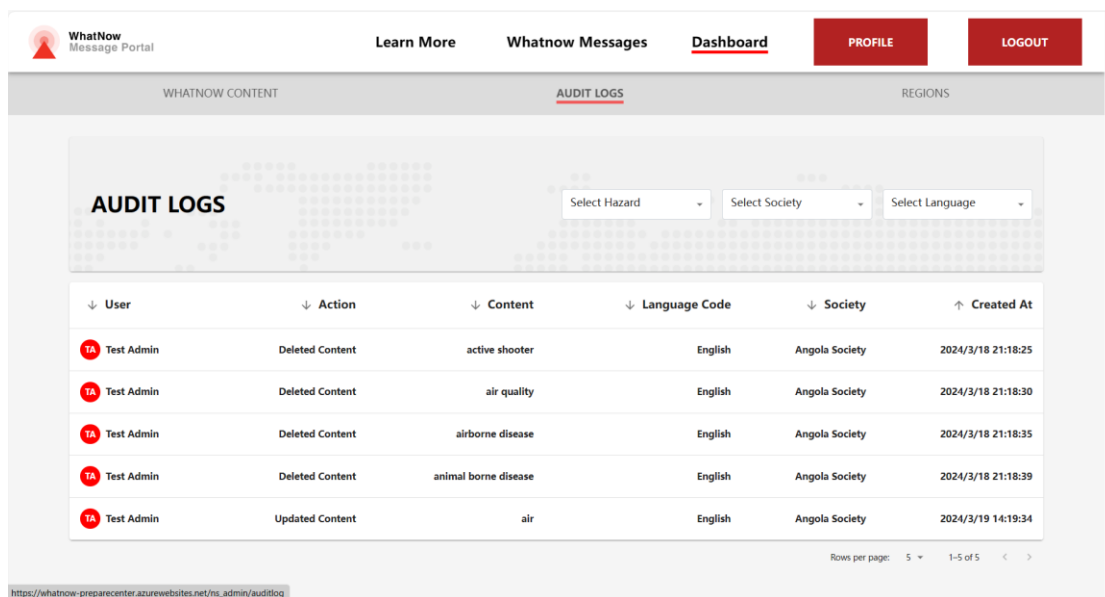 WhatNow
Message Portal
Learn More Whatnow Messages Dashboard PROFILE LOGOUT
WHATNOW CONTENT AUDIT LOGS REGIONS
AUDIT LOGS Select Hazard Select Society Select Language
User Action Content Language Code Society Created At
TA Test Admin Deleted Content active shooter English Angola Society 2024/3/18 21:18:25
TA Test Admin Deleted Content air quality English Angola Society 2024/3/18 21:18:30
TA Test Admin Deleted Content airborne disease English Angola Society 2024/3/18 21:18:35
TA Test Admin Deleted Content animal borne disease English Angola Society 2024/3/18 21:18:39
TA Test Admin Updated Content air English Angola Society 2024/3/19 14:19:34
Rows per page: 5 1–5 of 5
https://whatnow-preparecenter.azurewebsites.net/ns_admin/auditlog